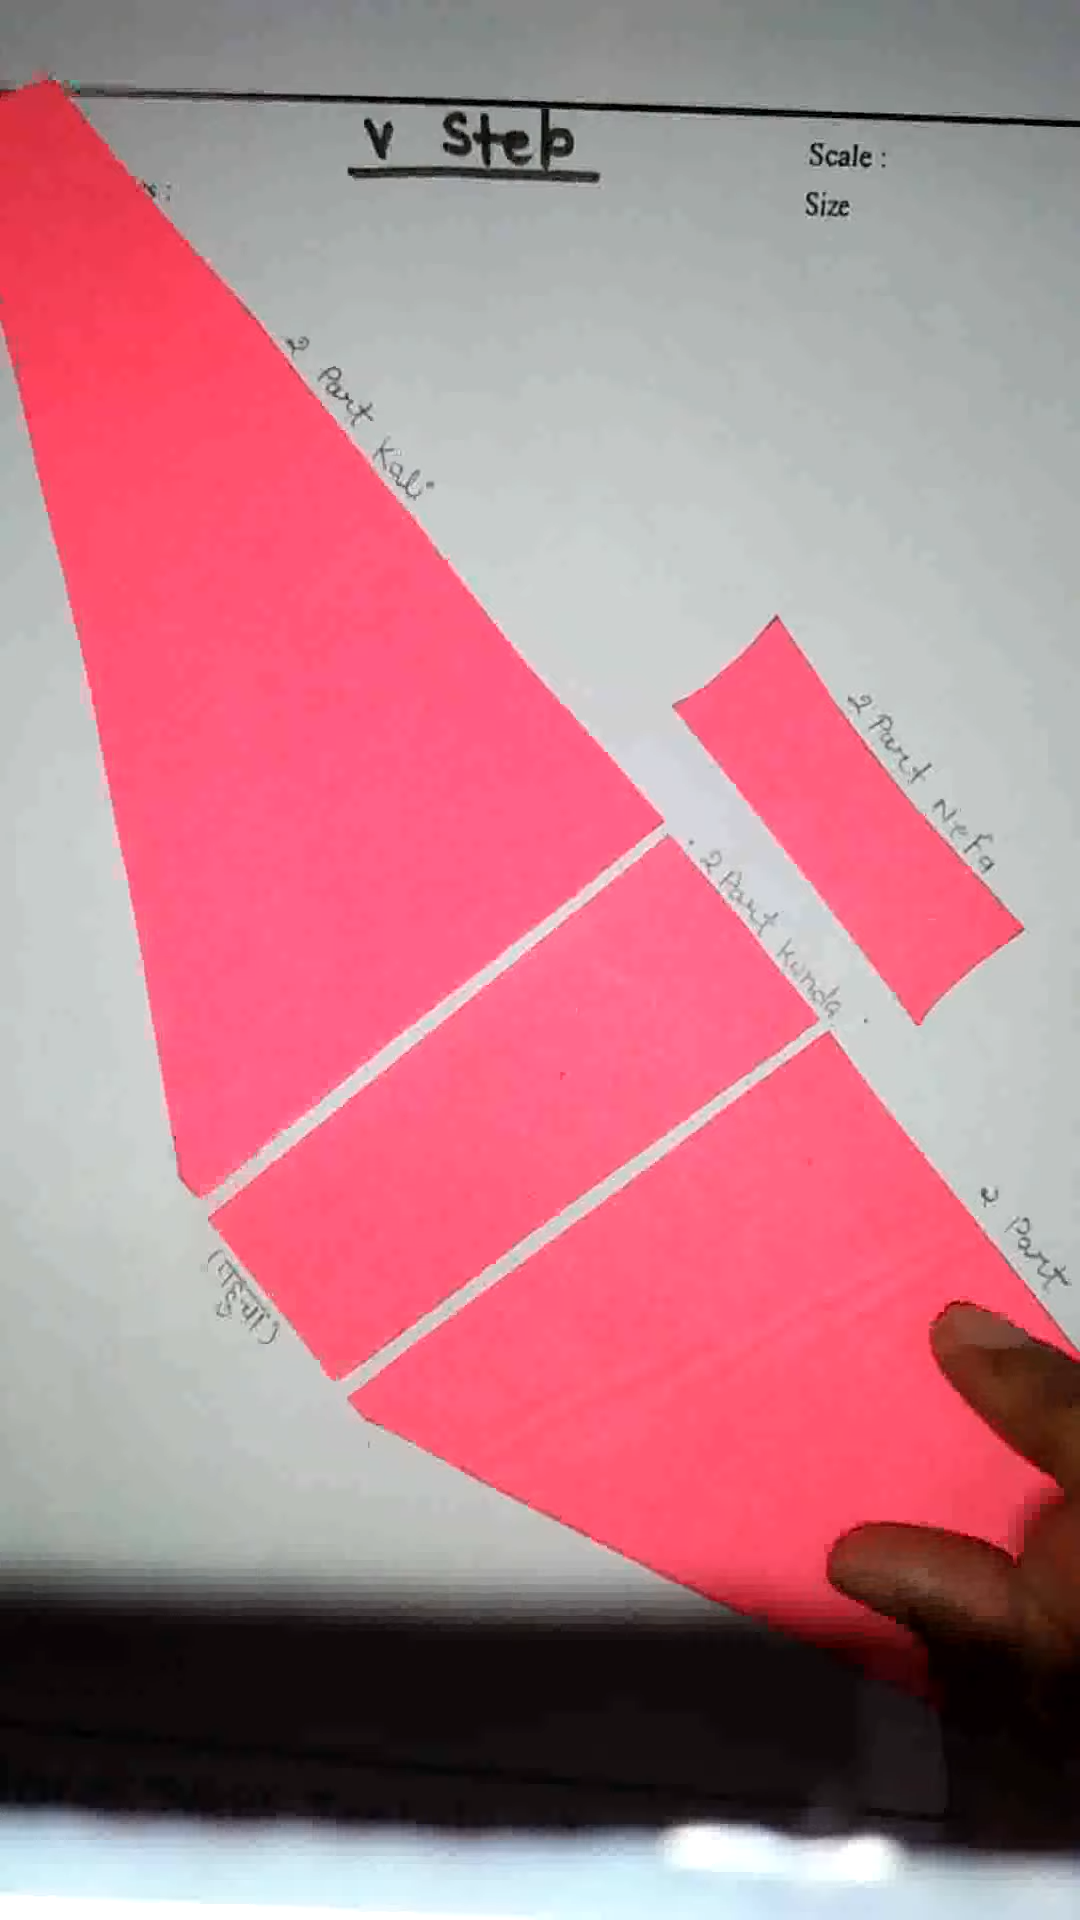 V Step
Scale :
Size
2 Part Kali
2 Part Nefa
2 Part kunda
2 Part